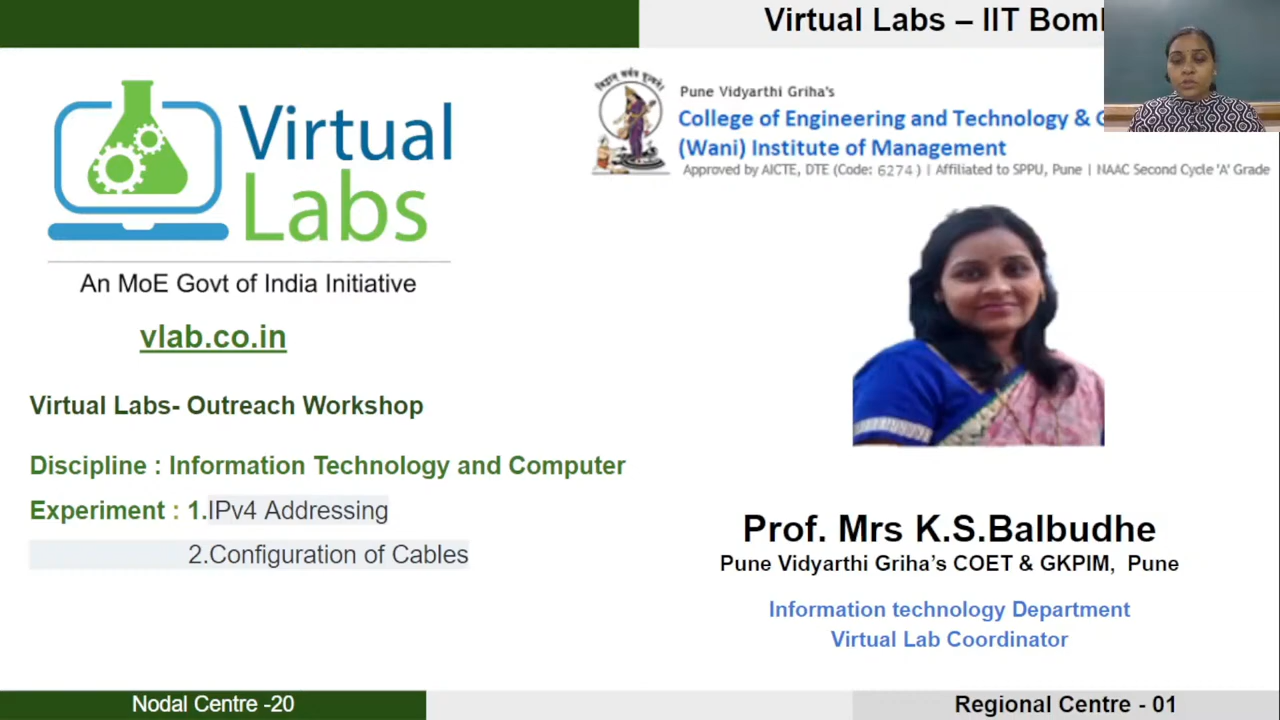 Virtual Labs – IIT
Virtual
Labs
An MoE Govt of India Initiative
vlab.co.in
Virtual Labs- Outreach Workshop
Discipline : Information Technology and Computer
Experiment : 1.IPv4 Addressing
2.Configuration of Cables
Pune Vidyarthi Griha's
College of Engineering and Technology &
(Wani) Institute of Management
Approved by AICTE, DTE (Code: 6274 ) | Affiliated to SPPU, Pune | NAAC Second Cycle 'A' Grade
Prof. Mrs K.S.Balbudhe
Pune Vidyarthi Griha’s COET & GKPIM, Pune
Information technology Department
Virtual Lab Coordinator
Nodal Centre -20
Regional Centre - 01